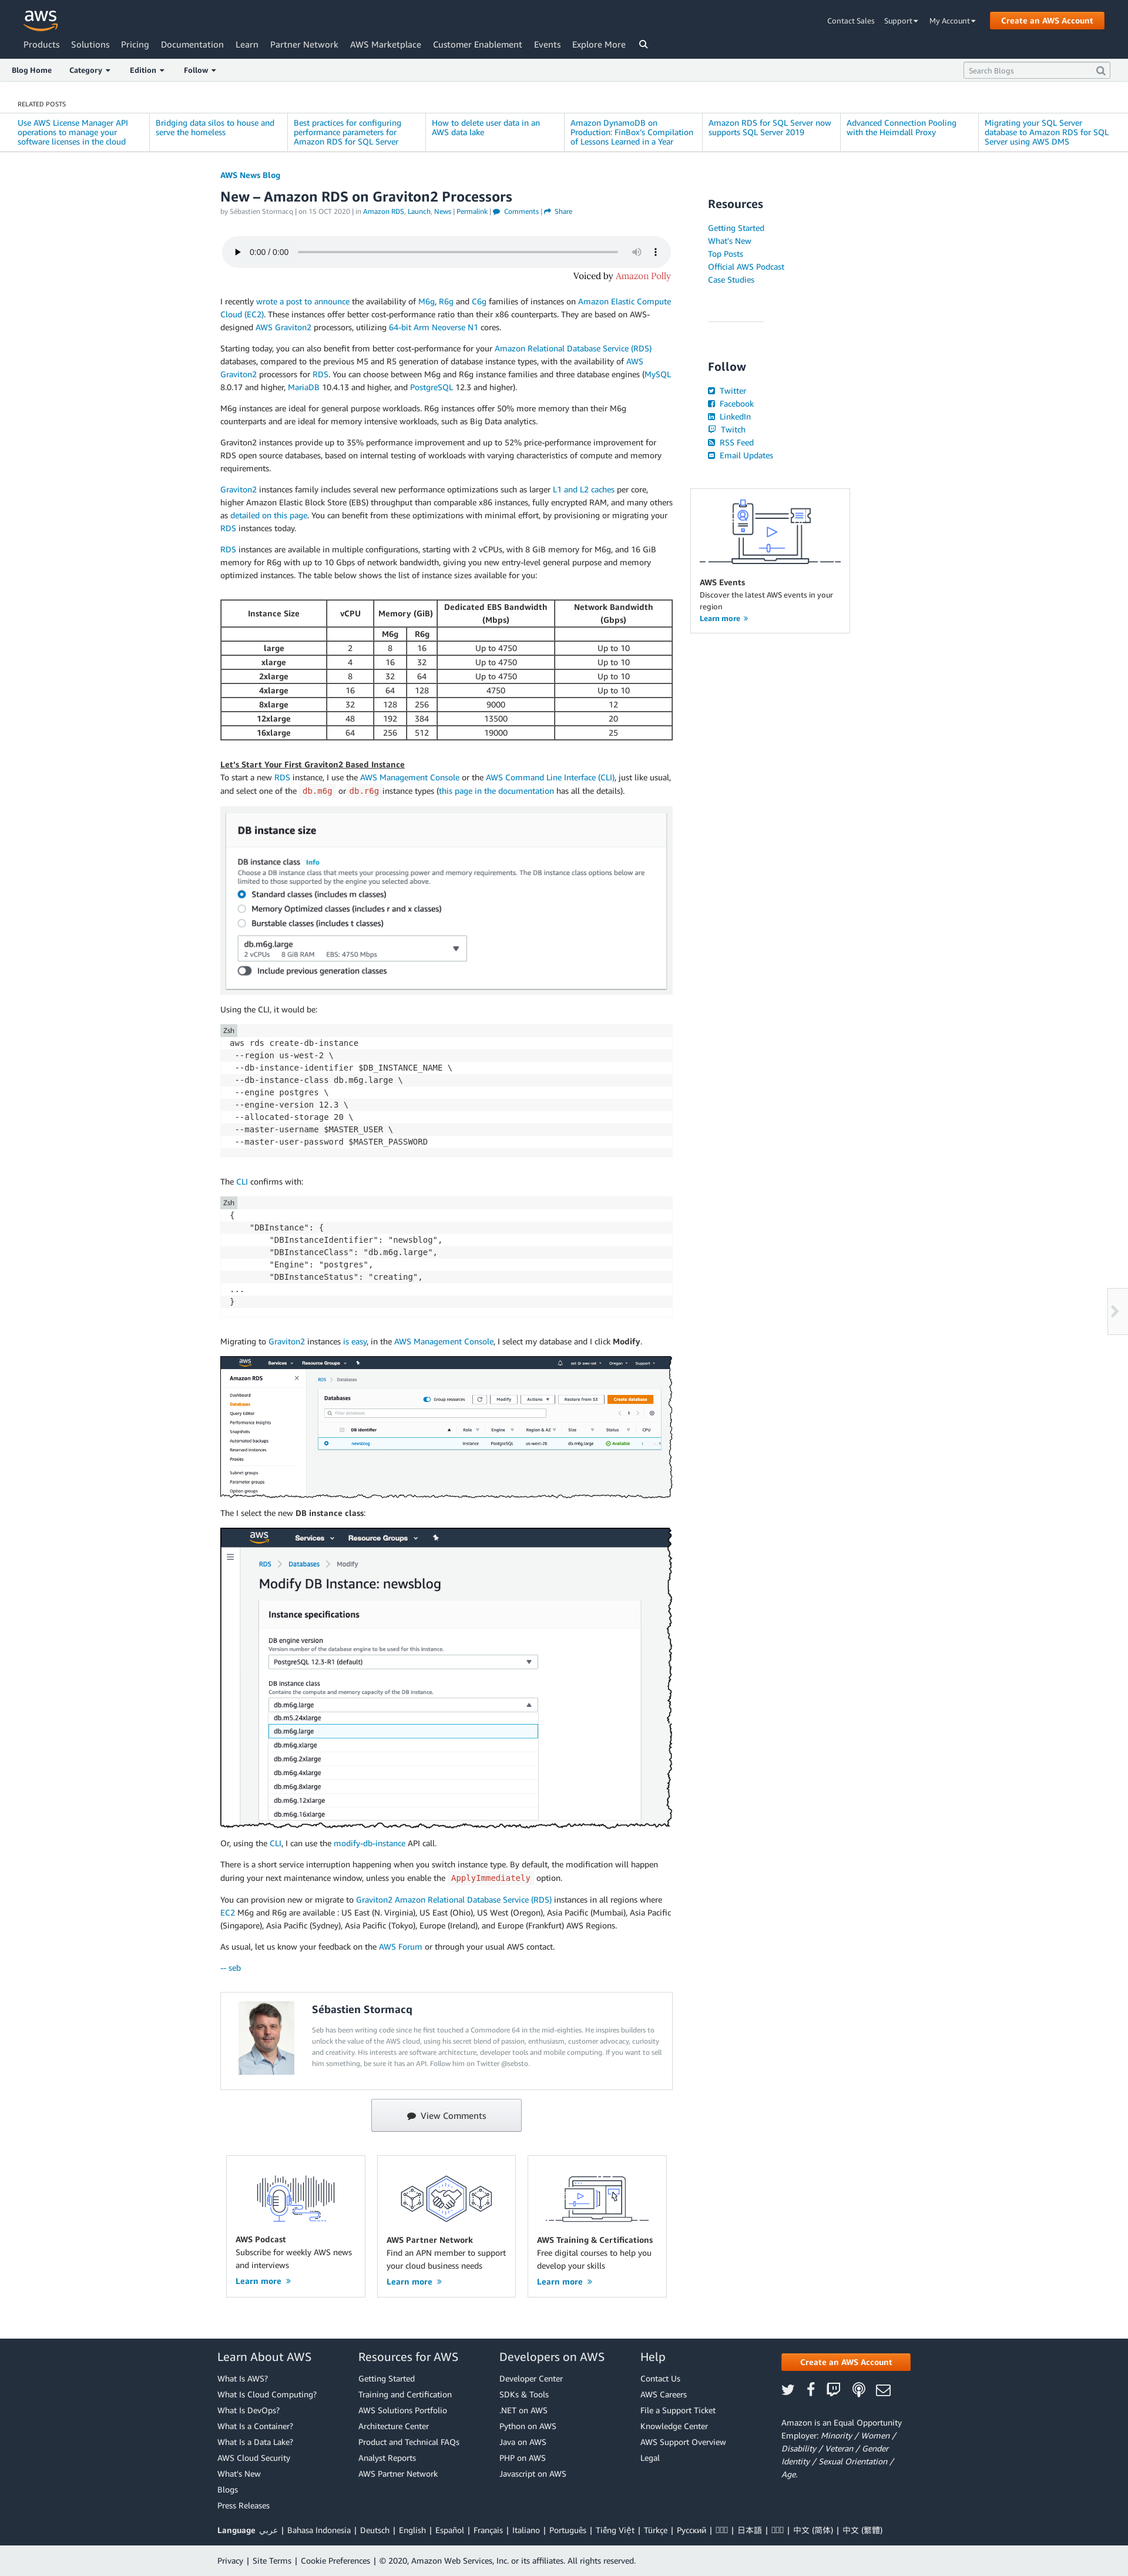 aws
Contact Sales Support My Account Create an AWS Account
Products Solutions Pricing Documentation Learn Partner Network AWS Marketplace Customer Enablement Events Explore More
Blog Home Category Edition Follow Search Blogs
RELATED POSTS
Use AWS License Manager API
operations to manage your
software licenses in the cloud
Bridging data silos to house and
serve the homeless
Best practices for configuring
performance parameters for
Amazon RDS for SQL Server
How to delete user data in an
AWS data lake
Amazon DynamoDB on
Production: FinBox's Compilation
of Lessons Learned in a Year
Amazon RDS for SQL Server now
supports SQL Server 2019
Advanced Connection Pooling
with the Heimdall Proxy
Migrating your SQL Server
database to Amazon RDS for SQL
Server using AWS DMS
AWS News Blog
New – Amazon RDS on Graviton2 Processors
by Sébastien Stormacq | on 15 OCT 2020 | in Amazon RDS, Launch, News | Permalink | Comments | Share
0:00 / 0:00
Voiced by Amazon Polly
I recently wrote a post to announce the availability of M6g, R6g and C6g families of instances on Amazon Elastic Compute
Cloud (EC2). These instances offer better cost-performance ratio than their x86 counterparts. They are based on AWS-
designed AWS Graviton2 processors, utilizing 64-bit Arm Neoverse N1 cores.
Starting today, you can also benefit from better cost-performance for your Amazon Relational Database Service (RDS)
databases, compared to the previous M5 and R5 generation of database instance types, with the availability of AWS
Graviton2 processors for RDS. You can choose between M6g and R6g instance families and three database engines (MySQL
8.0.17 and higher, MariaDB 10.4.13 and higher, and PostgreSQL 12.3 and higher).
M6g instances are ideal for general purpose workloads. R6g instances offer 50% more memory than their M6g
counterparts and are ideal for memory intensive workloads, such as Big Data analytics.
Graviton2 instances provide up to 35% performance improvement and up to 52% price-performance improvement for
RDS open source databases, based on internal testing of workloads with varying characteristics of compute and memory
requirements.
Graviton2 instances family includes several new performance optimizations such as larger L1 and L2 caches per core,
higher Amazon Elastic Block Store (EBS) throughput than comparable x86 instances, fully encrypted RAM, and many others
as detailed on this page. You can benefit from these optimizations with minimal effort, by provisioning or migrating your
RDS instances today.
RDS instances are available in multiple configurations, starting with 2 vCPUs, with 8 GiB memory for M6g, and 16 GiB
memory for R6g with up to 10 Gbps of network bandwidth, giving you new entry-level general purpose and memory
optimized instances. The table below shows the list of instance sizes available for you:
Instance Size vCPU Memory (GiB) Dedicated EBS Bandwidth (Mbps) Network Bandwidth (Gbps)
M6g R6g
large 2 8 16 Up to 4750 Up to 10
xlarge 4 16 32 Up to 4750 Up to 10
2xlarge 8 32 64 Up to 4750 Up to 10
4xlarge 16 64 128 4750 Up to 10
8xlarge 32 128 256 9000 12
12xlarge 48 192 384 13500 20
16xlarge 64 256 512 19000 25
Let's Start Your First Graviton2 Based Instance
To start a new RDS instance, I use the AWS Management Console or the AWS Command Line Interface (CLI), just like usual,
and select one of the db.m6g or db.r6g instance types (this page in the documentation has all the details).
DB instance size
DB instance class Info
Choose a DB instance class that meets your processing power and memory requirements. The DB instance class options below are
limited to those supported by the engine you selected above.
Standard classes (includes m classes)
Memory Optimized classes (includes r and x classes)
Burstable classes (includes t classes)
db.m6g.large
2 vCPUs 8 GiB RAM EBS: 4750 Mbps
Include previous generation classes
Using the CLI, it would be:
Zsh
aws rds create-db-instance
--region us-west-2 \
--db-instance-identifier $DB_INSTANCE_NAME \
--db-instance-class db.m6g.large \
--engine postgres \
--engine-version 12.3 \
--allocated-storage 20 \
--master-username $MASTER_USER \
--master-user-password $MASTER_PASSWORD
The CLI confirms with:
Zsh
{
"DBInstance": {
"DBInstanceIdentifier": "newsblog",
"DBInstanceClass": "db.m6g.large",
"Engine": "postgres",
"DBInstanceStatus": "creating",
...
}
Migrating to Graviton2 instances is easy, in the AWS Management Console, I select my database and I click Modify.
aws Services Resource Groups Oregon Support
Amazon RDS
Dashboard
Databases
Query Editor
Performance Insights
Snapshots
Automated backups
Reserved instances
Proxies
Subnet groups
Parameter groups
Option groups
RDS Databases
Databases Group resources Modify Actions Restore from S3 Create database
Filter databases 1
DB identifier Role Engine Region & AZ Size Status CPU
newsblog Instance PostgreSQL us-west-2b db.m6g.large Available
The I select the new DB instance class:
aws Services Resource Groups
RDS Databases Modify
Modify DB Instance: newsblog
Instance specifications
DB engine version
Version number of the database engine to be used for this instance.
PostgreSQL 12.3-R1 (default)
DB instance class
Contains the compute and memory capacity of the DB instance.
db.m6g.large
db.m5.24xlarge
db.m6g.large
db.m6g.xlarge
db.m6g.2xlarge
db.m6g.4xlarge
db.m6g.8xlarge
db.m6g.12xlarge
db.m6g.16xlarge
Or, using the CLI, I can use the modify-db-instance API call.
There is a short service interruption happening when you switch instance type. By default, the modification will happen
during your next maintenance window, unless you enable the ApplyImmediately option.
You can provision new or migrate to Graviton2 Amazon Relational Database Service (RDS) instances in all regions where
EC2 M6g and R6g are available : US East (N. Virginia), US East (Ohio), US West (Oregon), Asia Pacific (Mumbai), Asia Pacific
(Singapore), Asia Pacific (Sydney), Asia Pacific (Tokyo), Europe (Ireland), and Europe (Frankfurt) AWS Regions.
As usual, let us know your feedback on the AWS Forum or through your usual AWS contact.
-- seb
Sébastien Stormacq
Seb has been writing code since he first touched a Commodore 64 in the mid-eighties. He inspires builders to
unlock the value of the AWS cloud, using his secret blend of passion, enthusiasm, customer advocacy, curiosity
and creativity. His interests are software architecture, developer tools and mobile computing. If you want to sell
him something, be sure it has an API. Follow him on Twitter @sebsto.
View Comments
AWS Podcast
Subscribe for weekly AWS news
and interviews
Learn more »
AWS Partner Network
Find an APN member to support
your cloud business needs
Learn more »
AWS Training & Certifications
Free digital courses to help you
develop your skills
Learn more »
Resources
Getting Started
What's New
Top Posts
Official AWS Podcast
Case Studies
Follow
Twitter
Facebook
LinkedIn
Twitch
RSS Feed
Email Updates
AWS Events
Discover the latest AWS events in your
region
Learn more »
Learn About AWS
What Is AWS?
What Is Cloud Computing?
What Is DevOps?
What Is a Container?
What Is a Data Lake?
AWS Cloud Security
What's New
Blogs
Press Releases
Resources for AWS
Getting Started
Training and Certification
AWS Solutions Portfolio
Architecture Center
Product and Technical FAQs
Analyst Reports
AWS Partner Network
Developers on AWS
Developer Center
SDKs & Tools
.NET on AWS
Python on AWS
Java on AWS
PHP on AWS
Javascript on AWS
Help
Contact Us
AWS Careers
File a Support Ticket
Knowledge Center
AWS Support Overview
Legal
Create an AWS Account
Amazon is an Equal Opportunity
Employer: Minority / Women /
Disability / Veteran / Gender
Identity / Sexual Orientation /
Age.
Language عربي | Bahasa Indonesia | Deutsch | English | Español | Français | Italiano | Português | Tiếng Việt | Türkçe | Ρусский | 日本語 | 中文 (简体) | 中文 (繁體)
Privacy | Site Terms | Cookie Preferences | © 2020, Amazon Web Services, Inc. or its affiliates. All rights reserved.